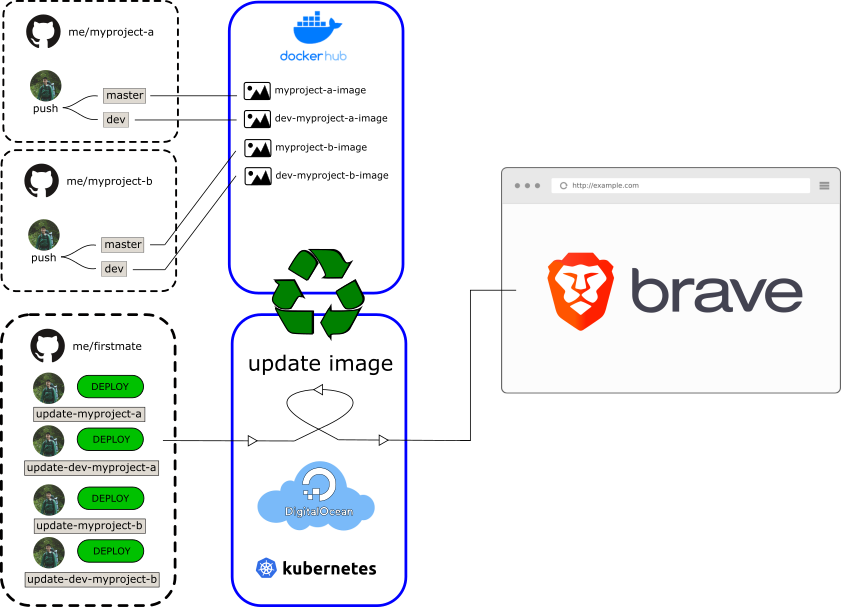 me/myproject-a
push
master
dev
me/myproject-b
push
master
dev
me/firstmate
DEPLOY
update-myproject-a
DEPLOY
update-dev-myproject-a
DEPLOY
update-myproject-b
DEPLOY
update-dev-myproject-b
dockerhub
myproject-a-image
dev-myproject-a-image
myproject-b-image
dev-myproject-b-image
update image
DigitalOcean
kubernetes
http://example.com
brave